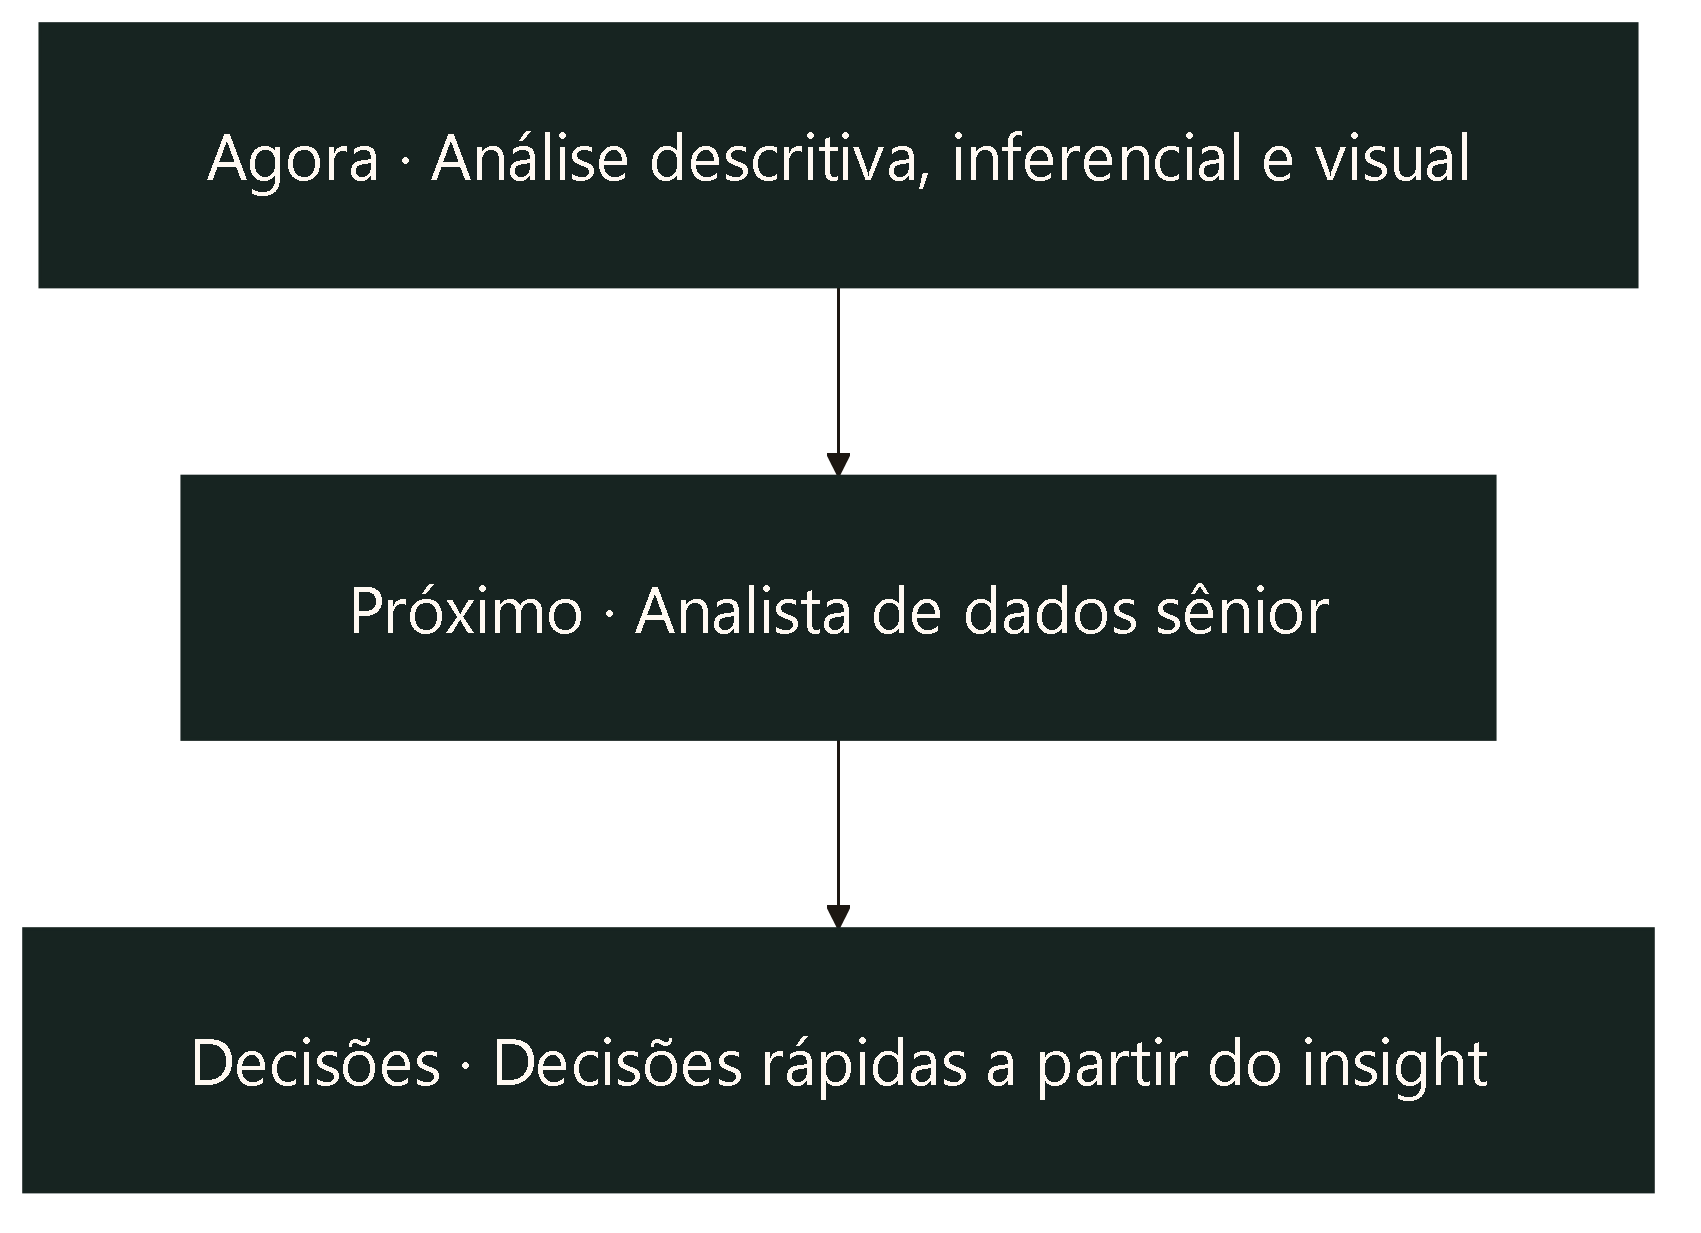 Agora · Análise descritiva, inferencial e visual
Próximo · Analista de dados sênior
Decisões · Decisões rápidas a partir do insight